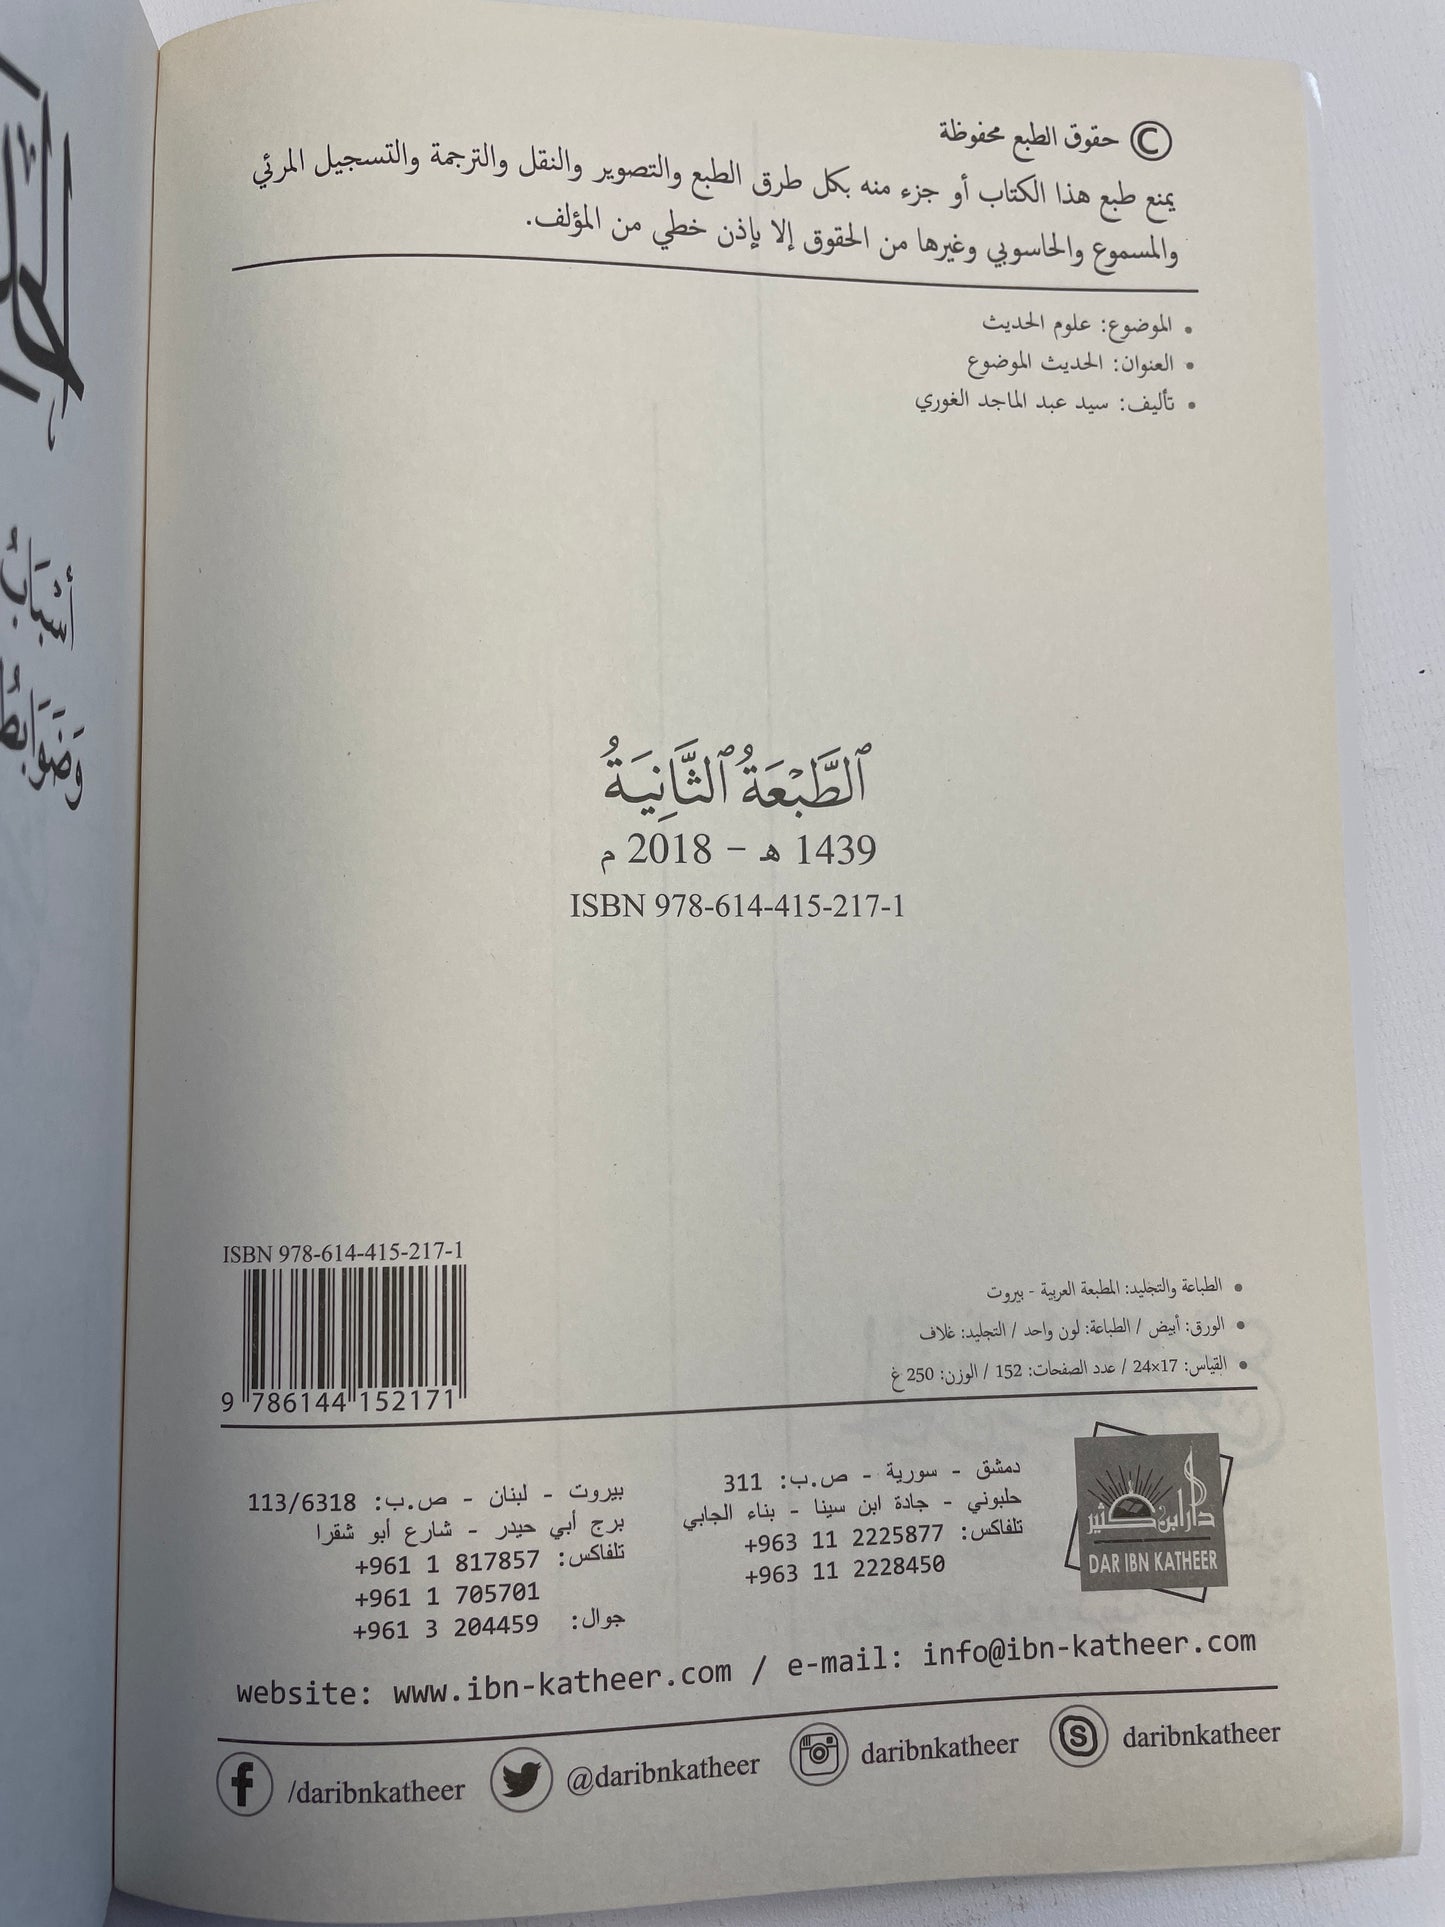 © حقوق الطبع محفوظة
يمنع طبع هذا الكتاب أو جزء منه بكل طرق الطبع والتصوير والنقل والترجمة والتسجيل المرئي
والمسموع والحاسوبي وغيرها من الحقوق إلا بإذن خطي من المؤلف.
• الموضوع: علوم الحديث
• العنوان: الحديث الموضوع
• تأليف: سيد عبد الماجد الغوري
أَسْبَابُ
وَضَوَابِطُ
ٱلطَّبْعَةُ ٱلثَّانِيَةُ
1439 هـ - 2018 م
ISBN 978-614-415-217-1
ISBN 978-614-415-217-1
9 786144 152171
• الطباعة والتجليد: المطبعة العربية - بيروت
• الورق: أبيض / الطباعة: لون واحد / التجليد: غلاف
• القياس: 17×24 / عدد الصفحات: 152 / الوزن: 250 غ
دار ابن كثير
DAR IBN KATHEER
دمشق - سورية - ص.ب: 311
حلبوني - جادة ابن سينا - بناء الجابي
تلفاكس: 2225877 11 963+
+963 11 2228450
بيروت - لبنان - ص.ب: 113/6318
برج أبي حيدر - شارع أبو شقرا
تلفاكس: 817857 1 961+
+961 1 705701
جوال: 204459 3 961+
website: www.ibn-katheer.com / e-mail: info@ibn-katheer.com
/daribnkatheer @daribnkatheer daribnkatheer daribnkatheer